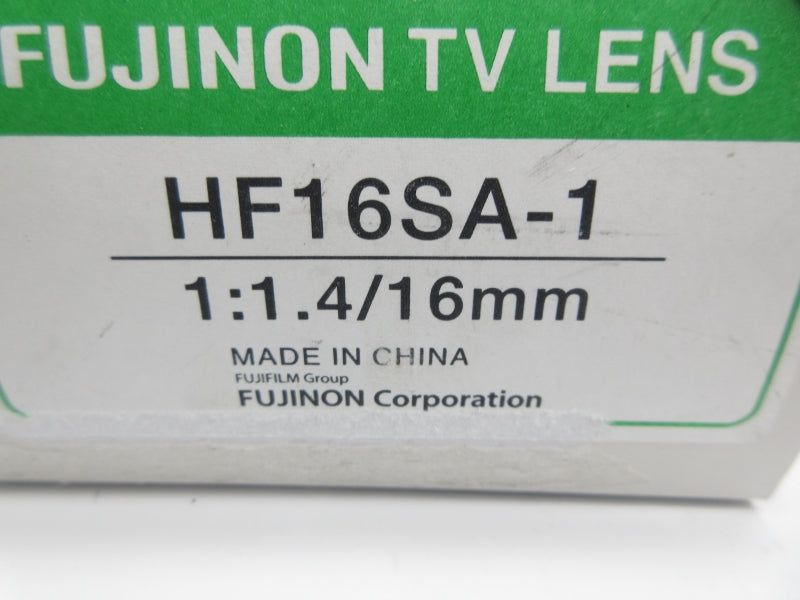 FUJINON TV LENS
HF16SA-1
1:1.4/16mm
MADE IN CHINA
FUJIFILM Group
FUJINON Corporation